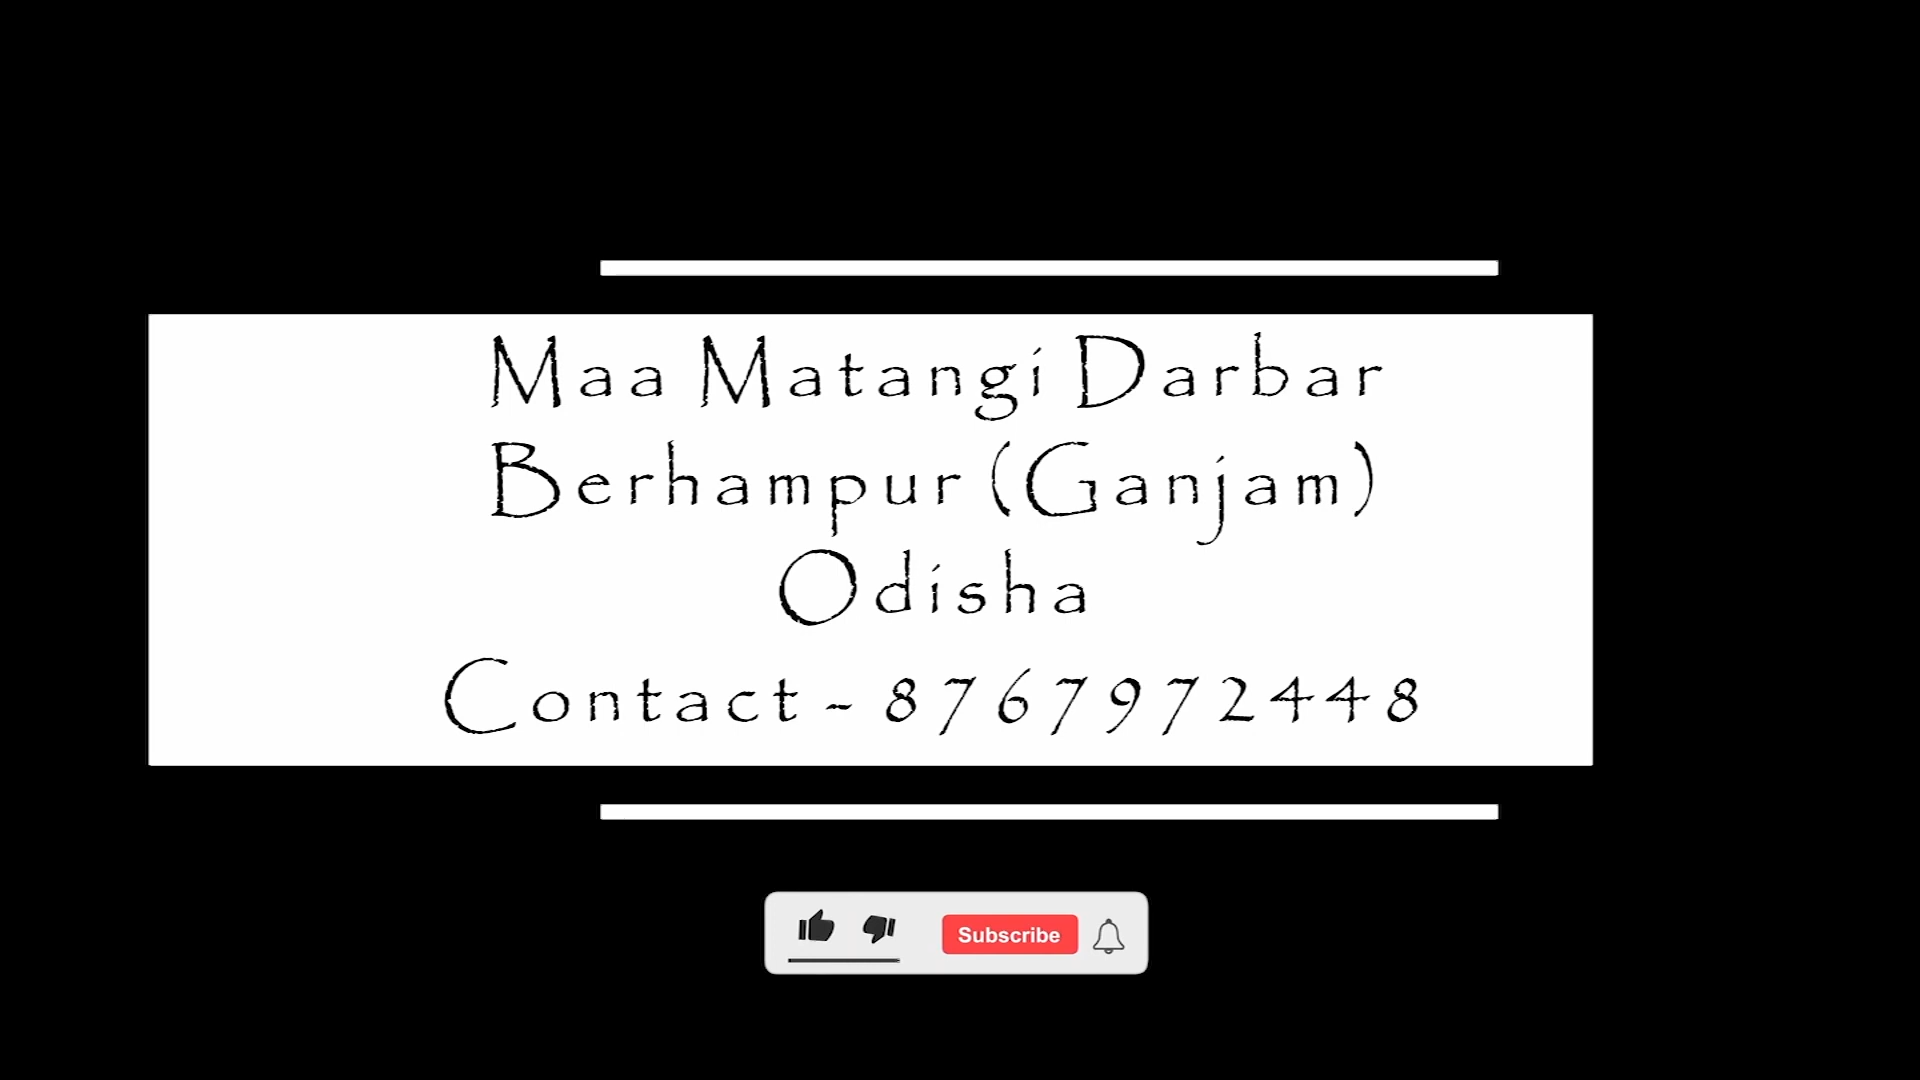 Maa Matangi Darbar
Berhampur (Ganjam)
Odisha
Contact - 8767972448
Subscribe